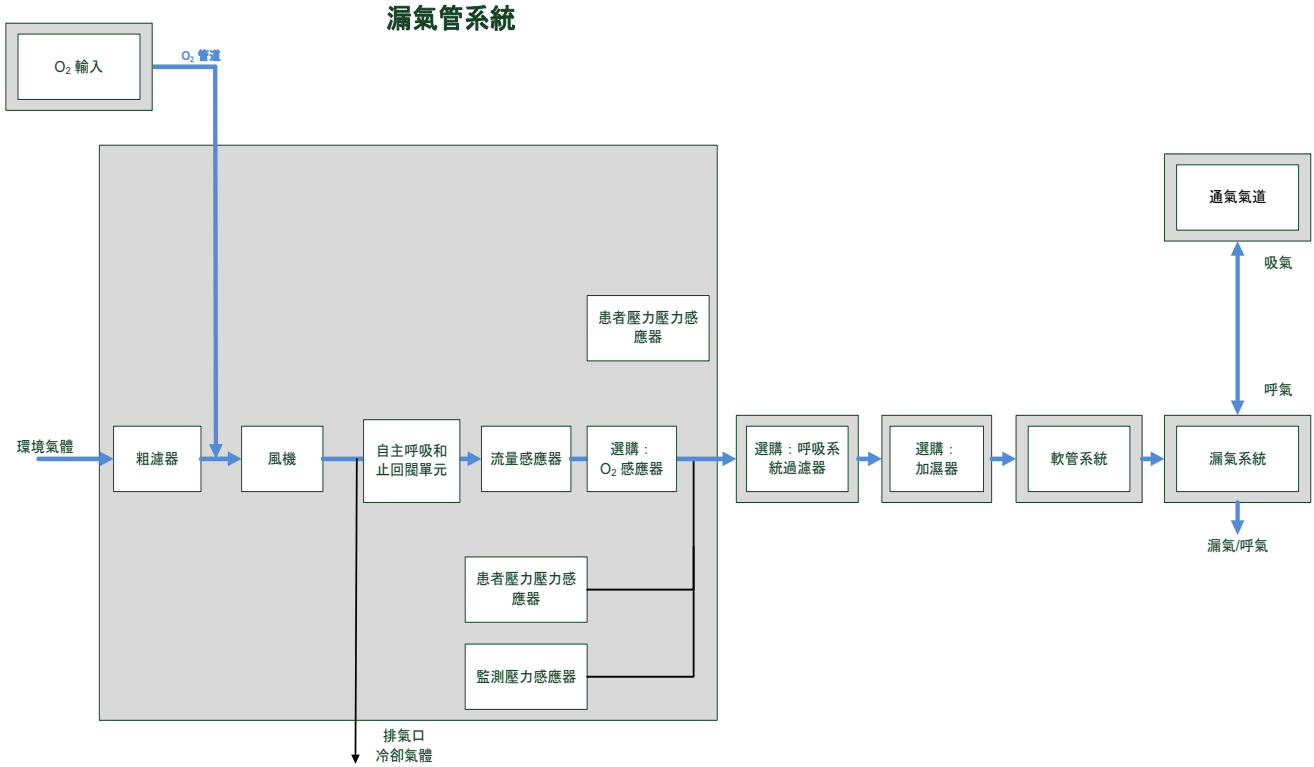 漏氣管系統
O₂ 輸入
O₂ 管道
通氣氣道
吸氣
患者壓力壓力感
應器
呼氣
環境氣體
粗濾器
風機
自主呼吸和
止回閥單元
流量感應器
選購：
O₂ 感應器
選購：呼吸系
統過濾器
選購：
加濕器
軟管系統
漏氣系統
漏氣/呼氣
患者壓力壓力感
應器
監測壓力感應器
排氣口
冷卻氣體